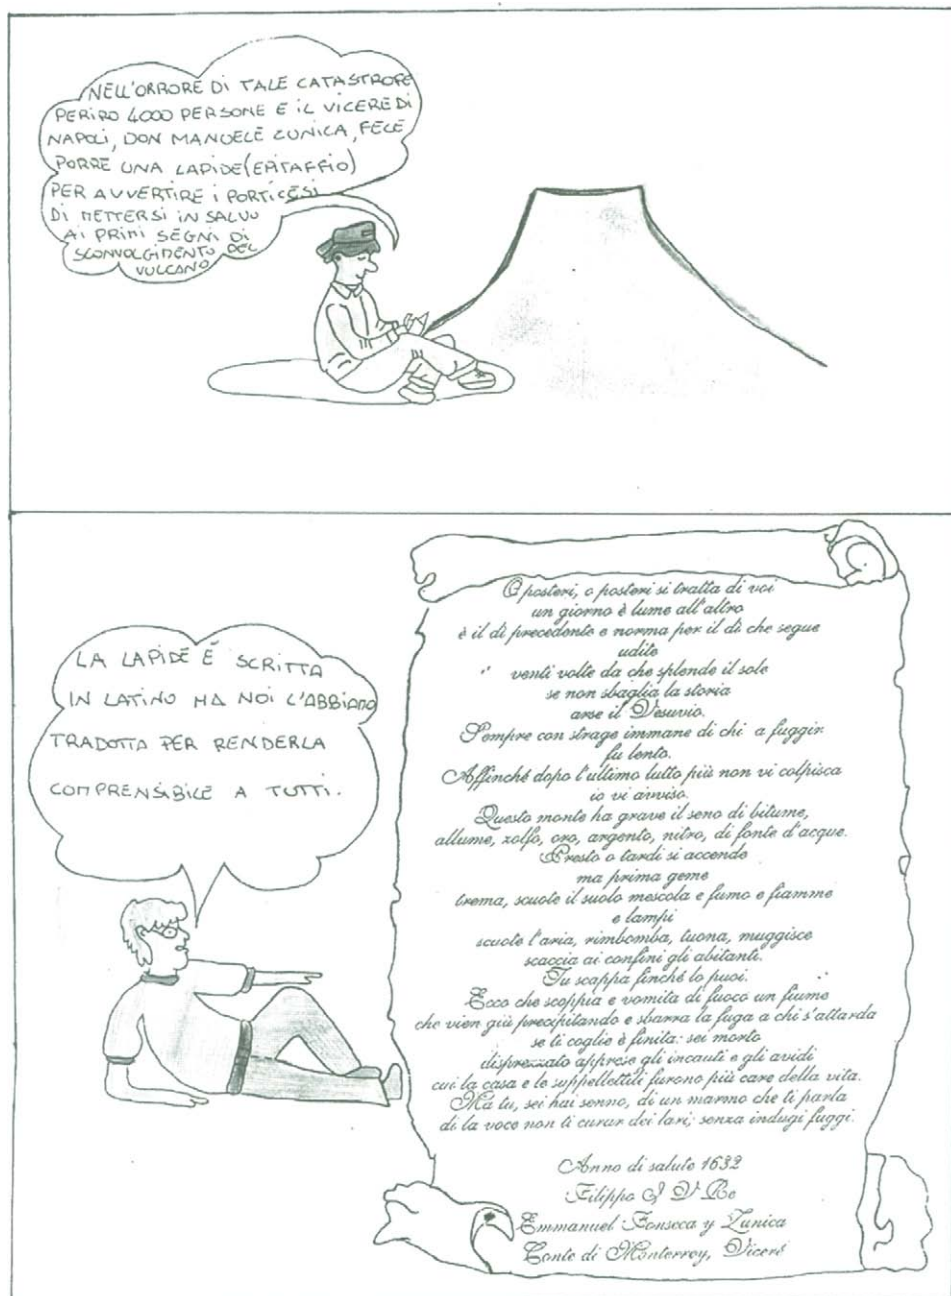 NELL'ORRORE DI TALE CATASTROFE
PERIRO 4000 PERSONE E IL VICERE DI
NAPOLI, DON MANUELE ZUNICA, FECE
PORRE UNA LAPIDE (EPITAFFIO)
PER AVVERTIRE I PORTICESI
DI METTERSI IN SALVO
AI PRIMI SEGNI DI
SCONVOLGIMENTO DEL
VULCANO
LA LAPIDE È SCRITTA
IN LATINO MA NOI L'ABBIAMO
TRADOTTA PER RENDERLA
COMPRENSIBILE A TUTTI.
O posteri, o posteri si tratta di voi
un giorno è lume all'altro
è il dì precedente e norma per il dì che segue
udite
venti volte da che splende il sole
se non sbaglia la storia
arse il Vesuvio.
Sempre con strage immane di chi a fuggir
fu lento.
Affinché dopo l'ultimo lutto più non vi colpisca
io vi avviso.
Questo monte ha grave il seno di bitume,
allume, zolfo, oro, argento, nitro, di fonte d'acque.
Presto o tardi si accende
ma prima geme
trema, scuote il suolo mescola e fumo e fiamme
e lampi
scuote l'aria, rimbomba, tuona, muggisce
scaccia ai confini gli abitanti.
Tu scappa finché lo puoi.
Ecco che scoppia e vomita di fuoco un fiume
che vien giù precipitando e sbarra la fuga a chi s'attarda
se ti coglie è finita: sei morto
disprezzato apprese gli incauti e gli avidi
cui la casa e le suppellettili furono più care della vita.
Ma tu, sei hai senno, di un marmo che ti parla
di la voce non ti curar dei lari; senza indugi fuggi.
Anno di salute 1632
Filippo I V Re
Emmanuel Fonseca y Zunica
Conte di Monterroy, Viceré